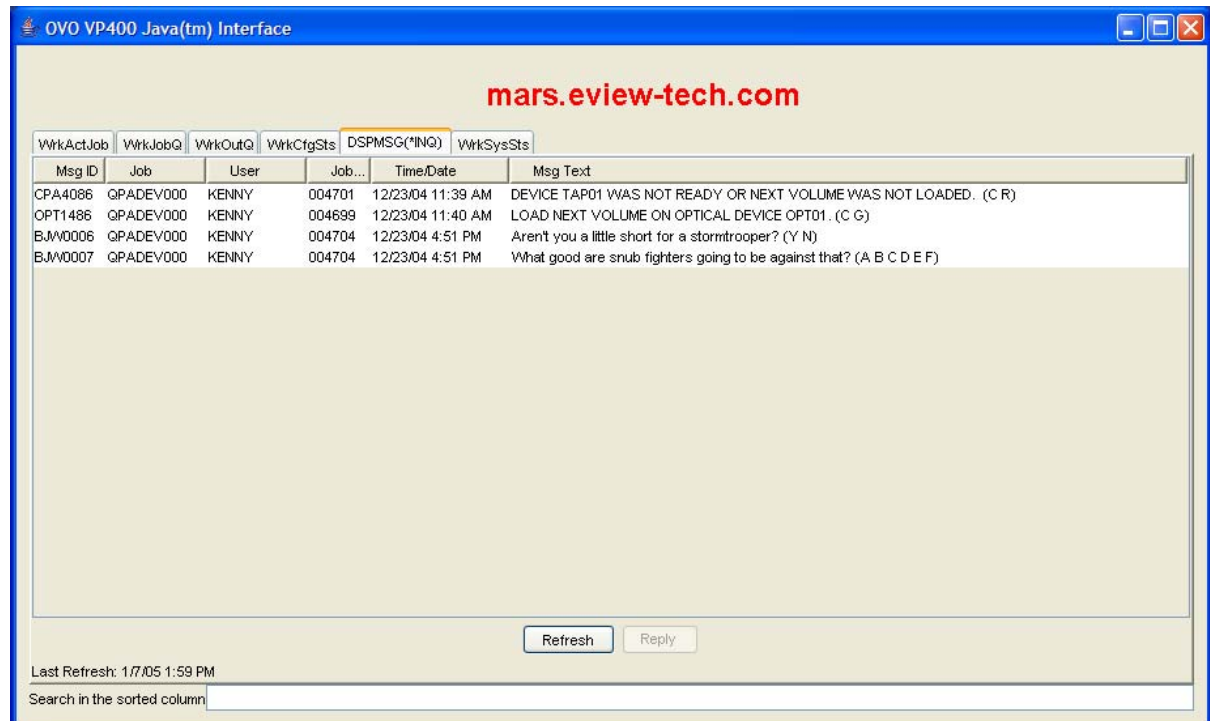 OVO VP400 Java(tm) Interface
mars.eview-tech.com
WrkActJob WrkJobQ WrkOutQ WrkCfgSts DSPMSG(*INQ) WrkSysSts
Msg ID Job User Job... Time/Date Msg Text
CPA4086 QPADEV000 KENNY 004701 12/23/04 11:39 AM DEVICE TAP01 WAS NOT READY OR NEXT VOLUME WAS NOT LOADED. (C R)
OPT1486 QPADEV000 KENNY 004699 12/23/04 11:40 AM LOAD NEXT VOLUME ON OPTICAL DEVICE OPT01. (C G)
BJW0006 QPADEV000 KENNY 004704 12/23/04 4:51 PM Aren't you a little short for a stormtrooper? (Y N)
BJW0007 QPADEV000 KENNY 004704 12/23/04 4:51 PM What good are snub fighters going to be against that? (A B C D E F)
Refresh Reply
Last Refresh: 1/7/05 1:59 PM
Search in the sorted column